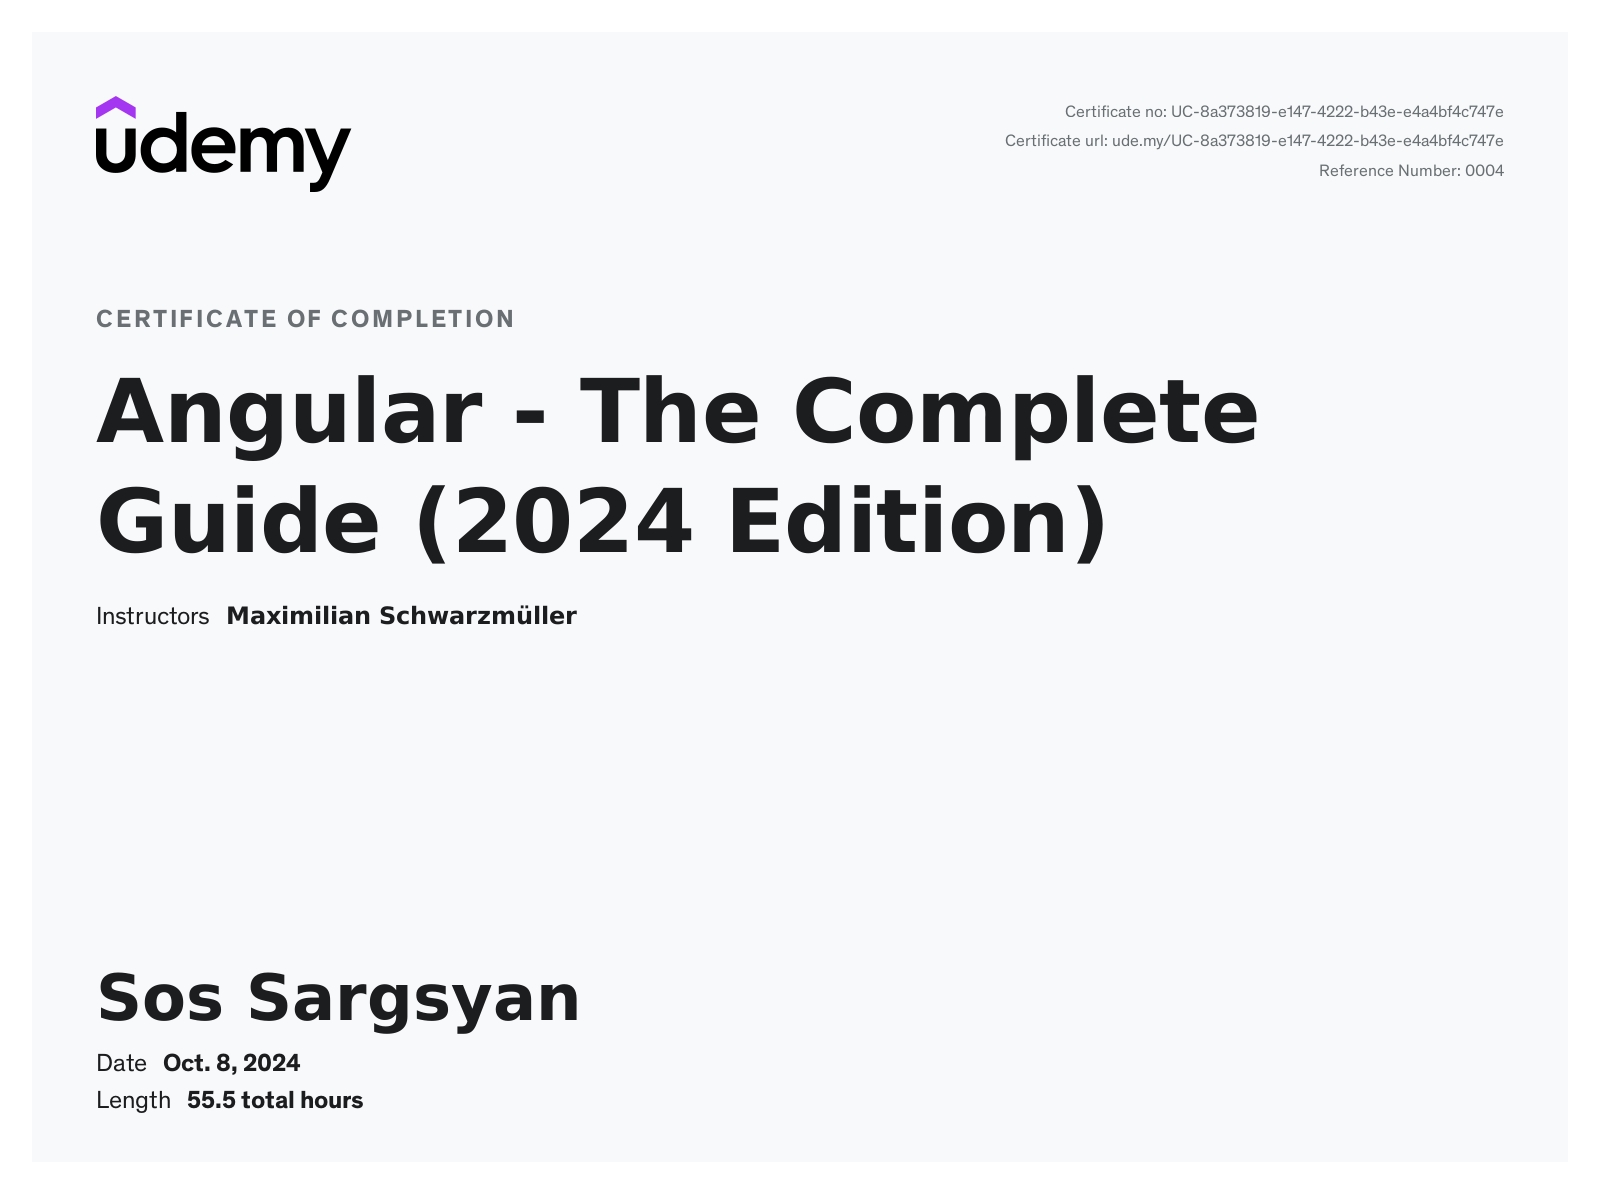 udemy
Certificate no: UC-8a373819-e147-4222-b43e-e4a4bf4c747e
Certificate url: ude.my/UC-8a373819-e147-4222-b43e-e4a4bf4c747e
Reference Number: 0004
CERTIFICATE OF COMPLETION
Angular - The Complete
Guide (2024 Edition)
Instructors Maximilian Schwarzmüller
Sos Sargsyan
Date Oct. 8, 2024
Length 55.5 total hours